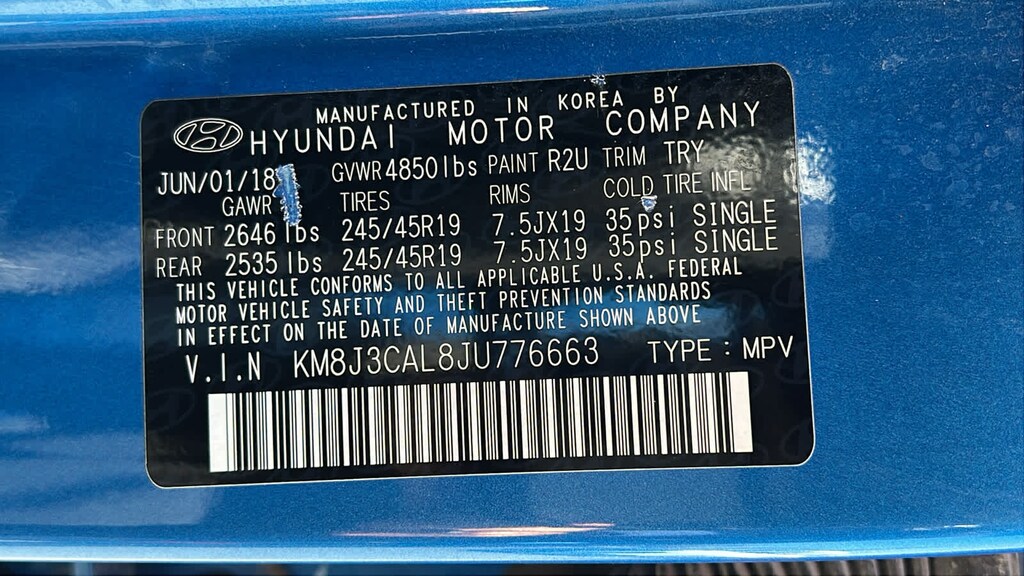 MANUFACTURED IN KOREA BY
HYUNDAI MOTOR COMPANY
JUN/01/18 GVWR 4850 lbs PAINT R2U TRIM TRY
GAWR TIRES RIMS COLD TIRE INFL
FRONT 2646 lbs 245/45R19 7.5JX19 35psi SINGLE
REAR 2535 lbs 245/45R19 7.5JX19 35psi SINGLE
THIS VEHICLE CONFORMS TO ALL APPLICABLE U.S.A. FEDERAL
MOTOR VEHICLE SAFETY AND THEFT PREVENTION STANDARDS
IN EFFECT ON THE DATE OF MANUFACTURE SHOWN ABOVE
V.I.N KM8J3CAL8JU776663 TYPE : MPV